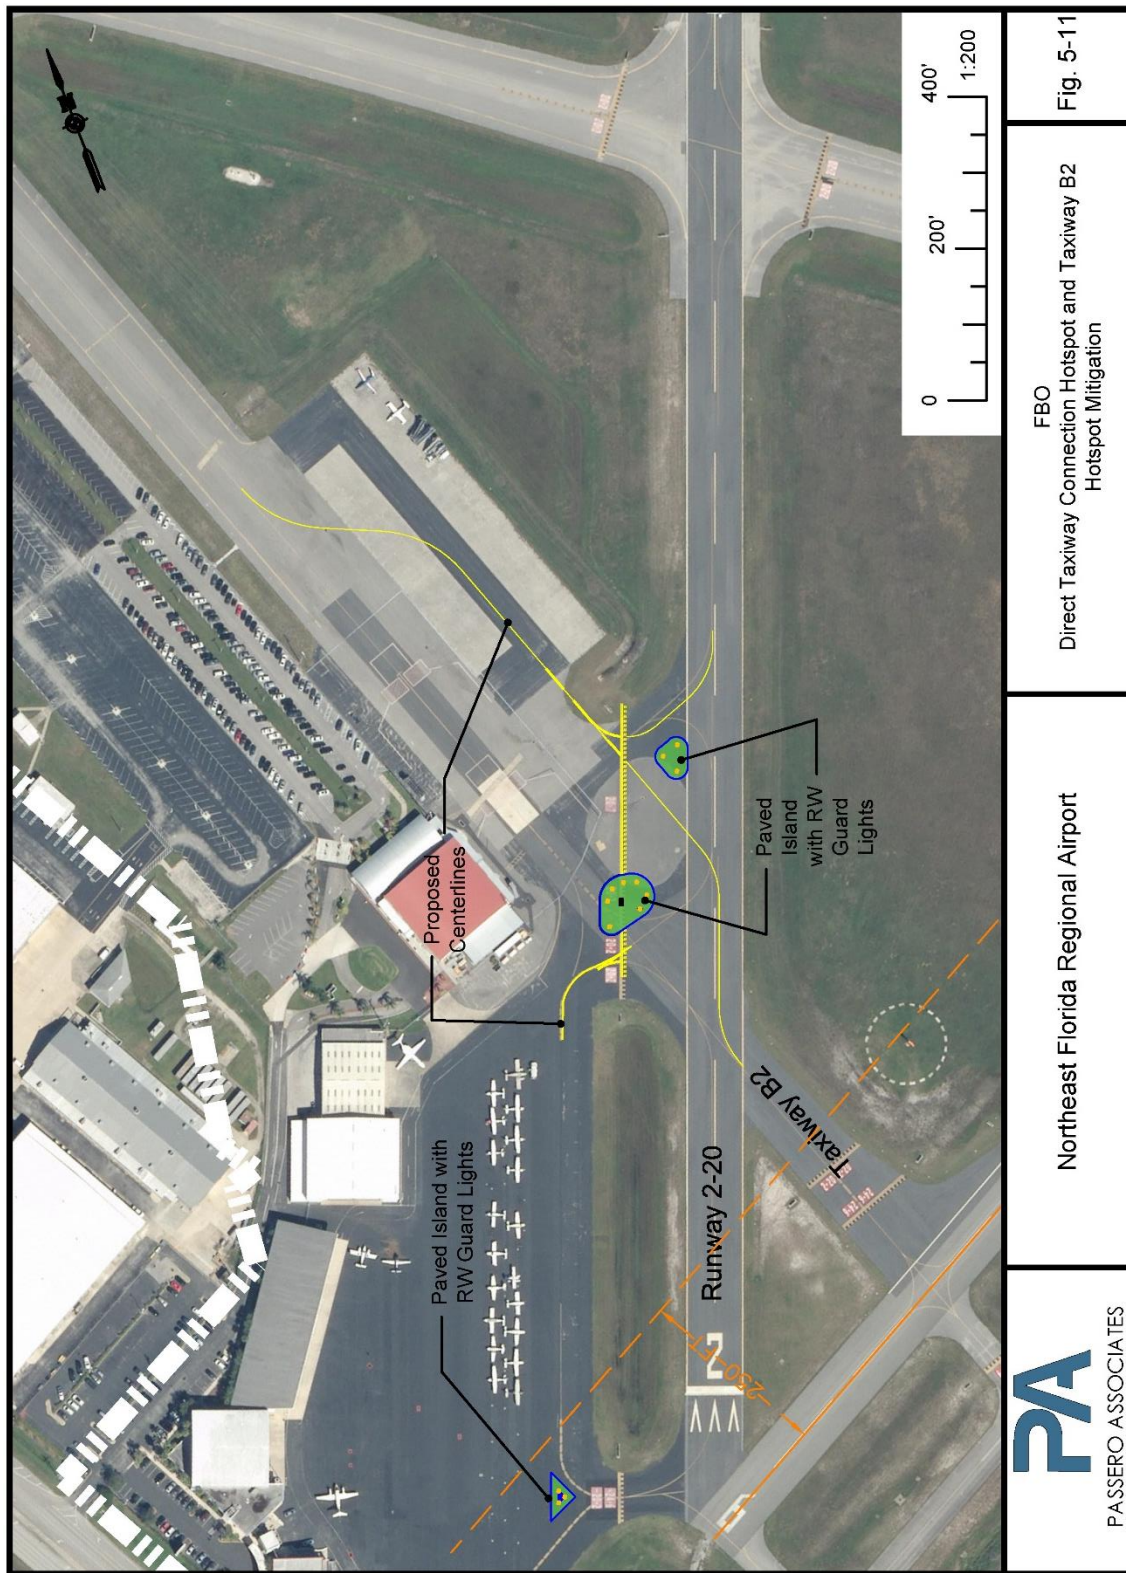 Proposed
Centerlines
Paved Island with
RW Guard Lights
Paved
Island
with RW
Guard
Lights
Taxiway B2
Runway 2-20
2
250-FT
0
200'
400'
1:200
PA
PASSERO ASSOCIATES
Northeast Florida Regional Airport
FBO
Direct Taxiway Connection Hotspot and Taxiway B2
Hotspot Mitigation
Fig. 5-11